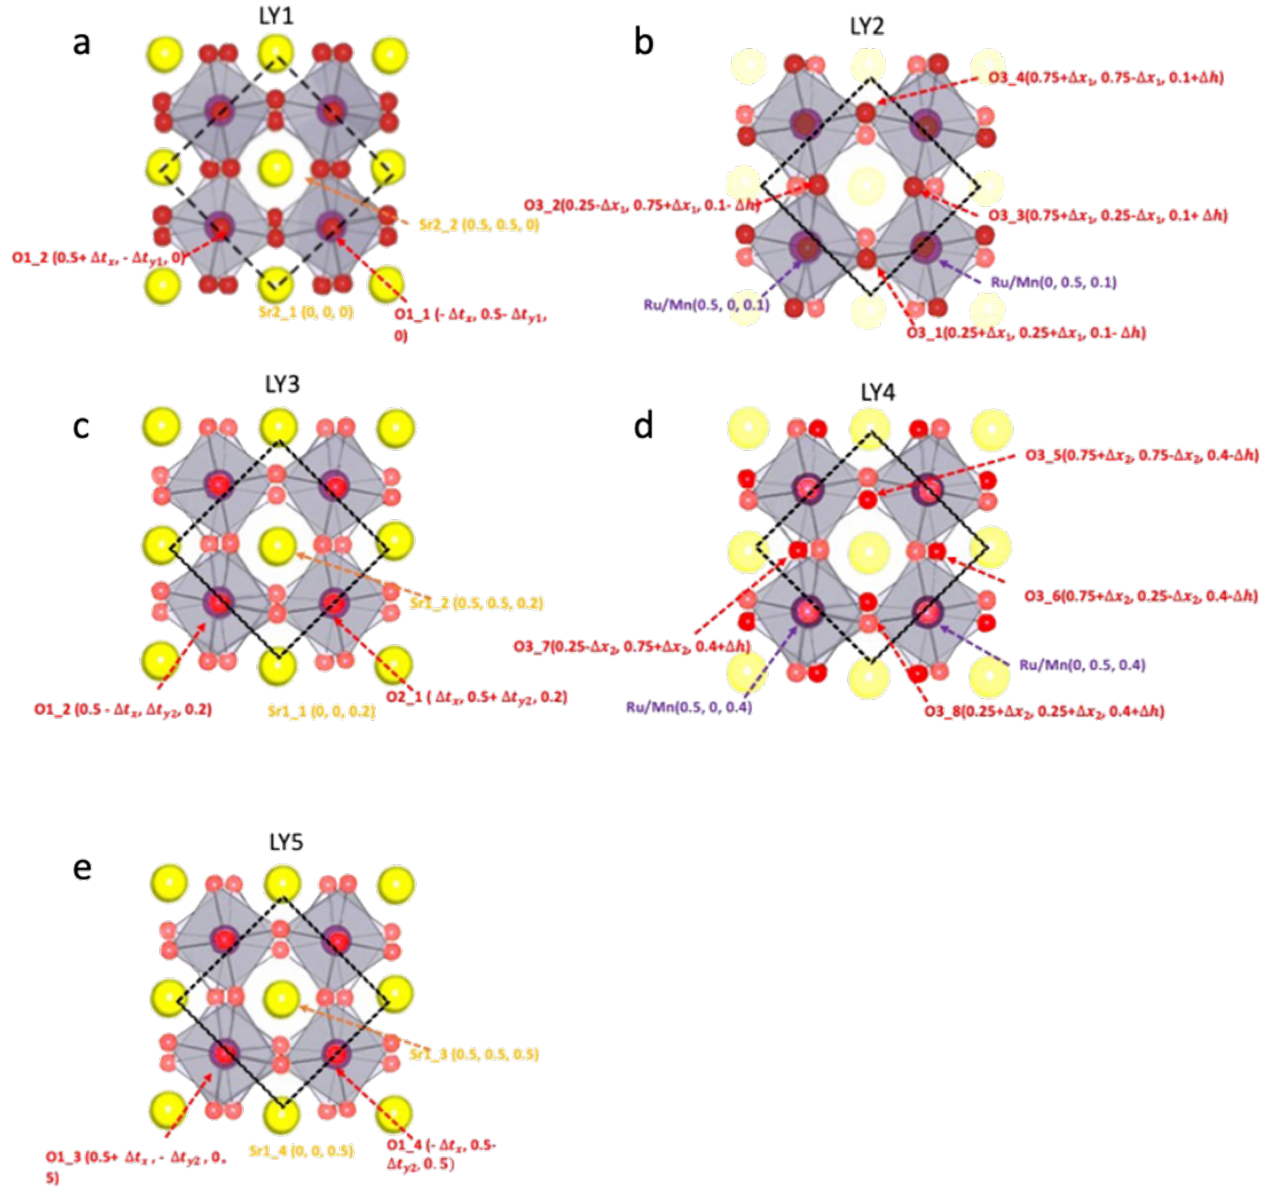 a
LY1
Sr2_2 (0.5, 0.5, 0)
O1_2 (0.5+ Δtₓ, - Δt_y1, 0)
Sr2_1 (0, 0, 0)
O1_1 (- Δtₓ, 0.5- Δt_y1,
0)
b
LY2
O3_4(0.75+Δx₁, 0.75-Δx₁, 0.1+Δh)
O3_2(0.25-Δx₁, 0.75+Δx₁, 0.1- Δh)
O3_3(0.75+Δx₁, 0.25-Δx₁, 0.1+ Δh)
Ru/Mn(0, 0.5, 0.1)
Ru/Mn(0.5, 0, 0.1)
O3_1(0.25+Δx₁, 0.25+Δx₁, 0.1- Δh)
c
LY3
Sr1_2 (0.5, 0.5, 0.2)
O2_1 ( Δtₓ, 0.5+ Δt_y2, 0.2)
O1_2 (0.5 - Δtₓ, Δt_y2, 0.2)
Sr1_1 (0, 0, 0.2)
d
LY4
O3_5(0.75+Δx₂, 0.75-Δx₂, 0.4-Δh)
O3_6(0.75+Δx₂, 0.25-Δx₂, 0.4-Δh)
O3_7(0.25-Δx₂, 0.75+Δx₂, 0.4+Δh)
Ru/Mn(0, 0.5, 0.4)
Ru/Mn(0.5, 0, 0.4)
O3_8(0.25+Δx₂, 0.25+Δx₂, 0.4+Δh)
e
LY5
Sr1_3 (0.5, 0.5, 0.5)
O1_3 (0.5+ Δtₓ , - Δt_y2 , 0.
5)
Sr1_4 (0, 0, 0.5)
O1_4 (- Δtₓ, 0.5-
Δt_y2, 0.5)